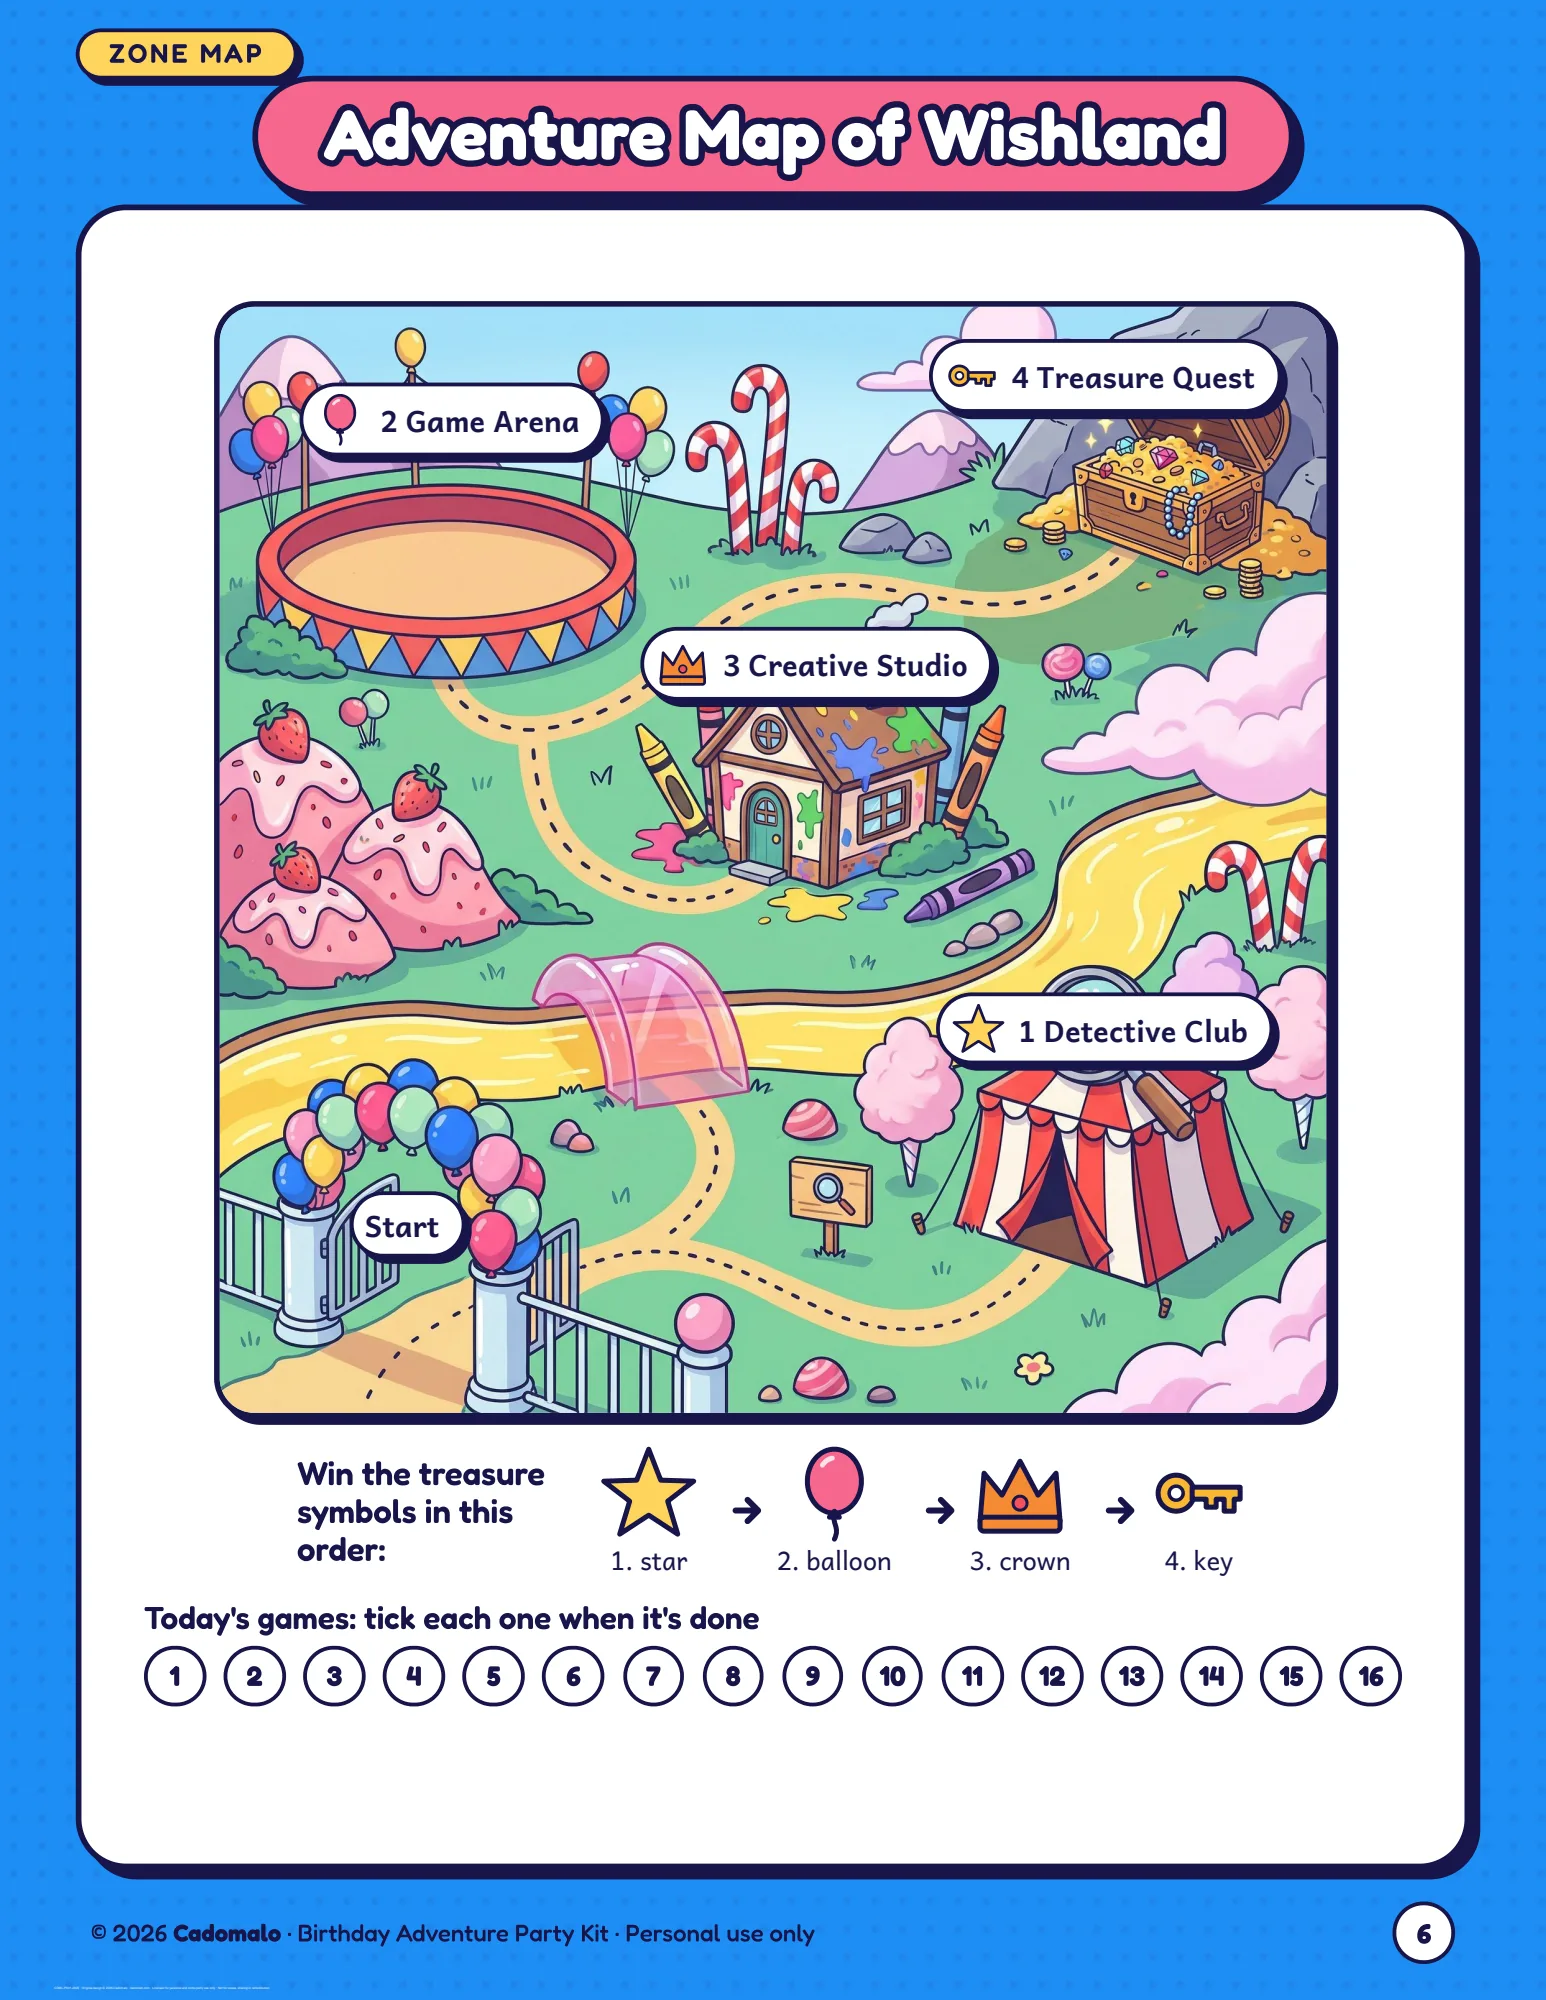 ZONE MAP
Adventure Map of Wishland
4 Treasure Quest
2 Game Arena
3 Creative Studio
1 Detective Club
Start
Win the treasure
symbols in this
order:
1. star
2. balloon
3. crown
4. key
Today's games: tick each one when it's done
1 2 3 4 5 6 7 8 9 10 11 12 13 14 15 16
© 2026 Cadomalo · Birthday Adventure Party Kit · Personal use only
6